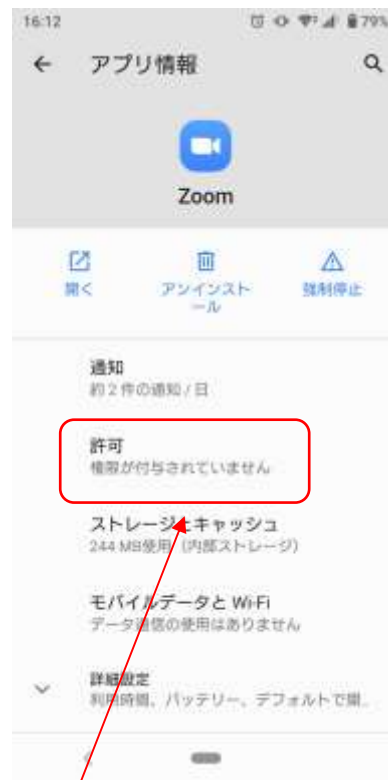 16:12 79%
アプリ情報
Zoom
開く
アンインスト
ール
強制停止
通知
約 2 件の通知 / 日
許可
権限が付与されていません
ストレージとキャッシュ
244 MB使用 (内部ストレージ)
モバイルデータと Wi-Fi
データ通信の使用はありません
詳細設定
利用時間、バッテリー、デフォルトで開..